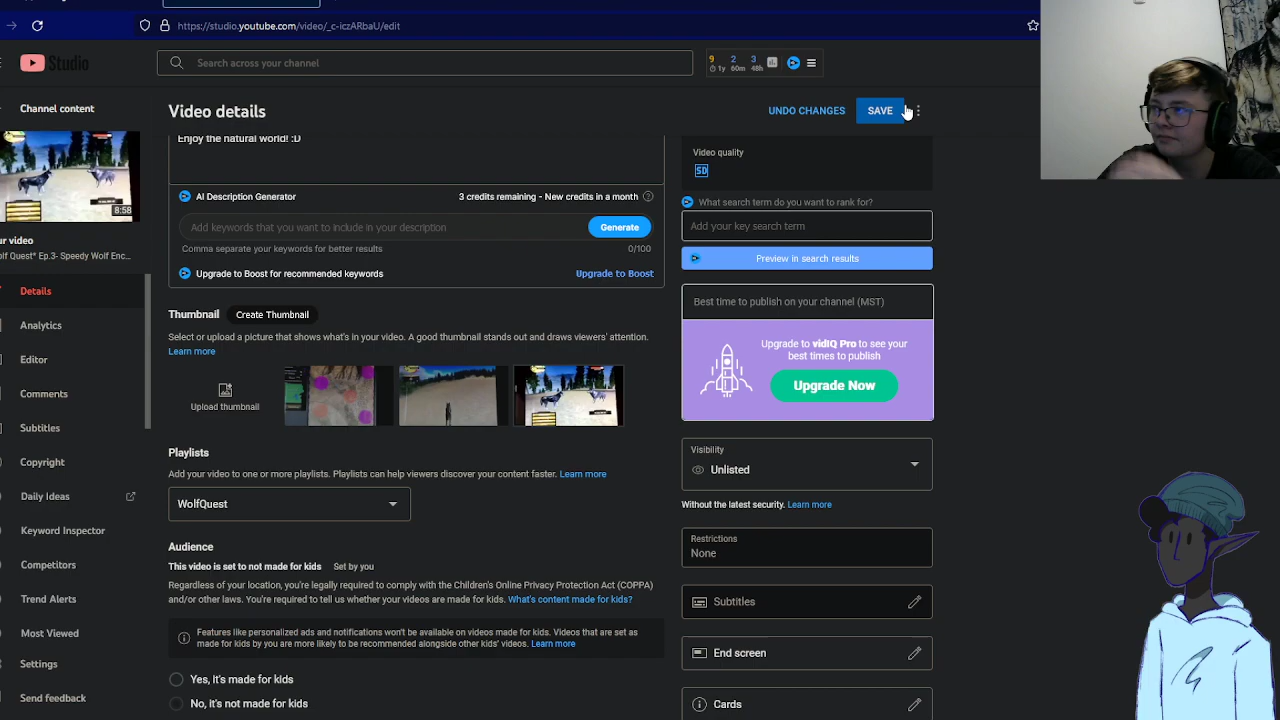 https://studio.youtube.com/video/_c-iczARbaU/edit
Studio
Search across your channel
9 2 3
1y 60m 48h
Channel content
Video details
UNDO CHANGES
SAVE
8:58
ur video
olf Quest* Ep.3- Speedy Wolf Enc...
Details
Analytics
Editor
Comments
Subtitles
Copyright
Daily Ideas
Keyword Inspector
Competitors
Trend Alerts
Most Viewed
Settings
Send feedback
Enjoy the natural world! :D
AI Description Generator
3 credits remaining - New credits in a month
Add keywords that you want to include in your description
Generate
Comma separate your keywords for better results
0/100
Upgrade to Boost for recommended keywords
Upgrade to Boost
Thumbnail
Create Thumbnail
Select or upload a picture that shows what's in your video. A good thumbnail stands out and draws viewers' attention.
Learn more
Upload thumbnail
Playlists
Add your video to one or more playlists. Playlists can help viewers discover your content faster. Learn more
WolfQuest
Audience
This video is set to not made for kids Set by you
Regardless of your location, you're legally required to comply with the Children's Online Privacy Protection Act (COPPA)
and/or other laws. You're required to tell us whether your videos are made for kids. What's content made for kids?
Features like personalized ads and notifications won't be available on videos made for kids. Videos that are set as
made for kids by you are more likely to be recommended alongside other kids' videos. Learn more
Yes, it's made for kids
No, it's not made for kids
Video quality
SD
What search term do you want to rank for?
Add your key search term
Preview in search results
Best time to publish on your channel (MST)
Upgrade to vidIQ Pro to see your
best times to publish
Upgrade Now
Visibility
Unlisted
Without the latest security. Learn more
Restrictions
None
Subtitles
End screen
Cards